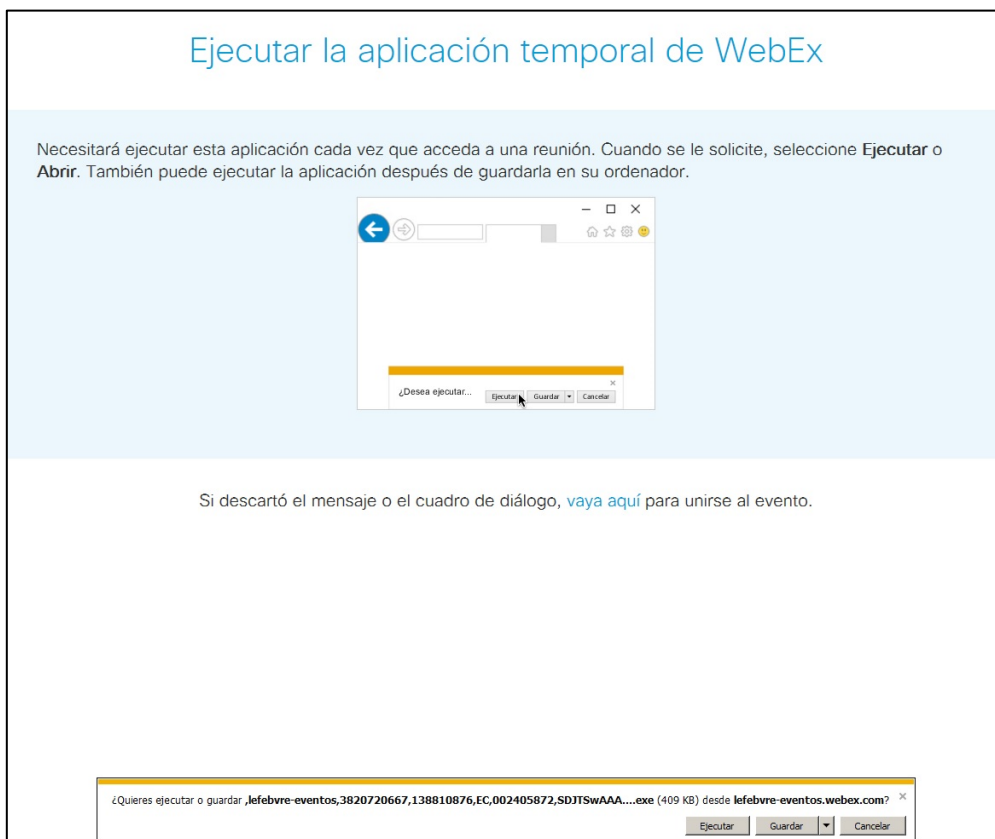 Ejecutar la aplicación temporal de WebEx
Necesitará ejecutar esta aplicación cada vez que acceda a una reunión. Cuando se le solicite, seleccione Ejecutar o
Abrir. También puede ejecutar la aplicación después de guardarla en su ordenador.
¿Desea ejecutar...
Ejecutar
Guardar
Cancelar
Si descartó el mensaje o el cuadro de diálogo, vaya aquí para unirse al evento.
¿Quieres ejecutar o guardar ,lefebvre-eventos,3820720667,138810876,EC,002405872,SDJTSwAAA....exe (409 KB) desde lefebvre-eventos.webex.com?
Ejecutar
Guardar
Cancelar